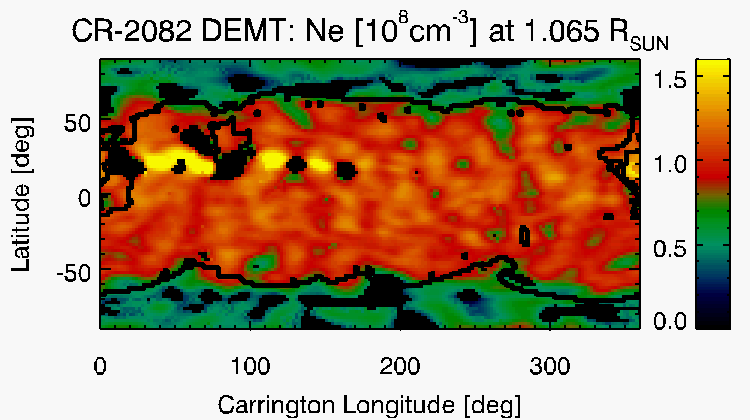 CR-2082 DEMT: Ne [10⁸cm⁻³] at 1.065 R_SUN
Latitude [deg]
50
0
-50
0 100 200 300
Carrington Longitude [deg]
1.5
1.0
0.5
0.0